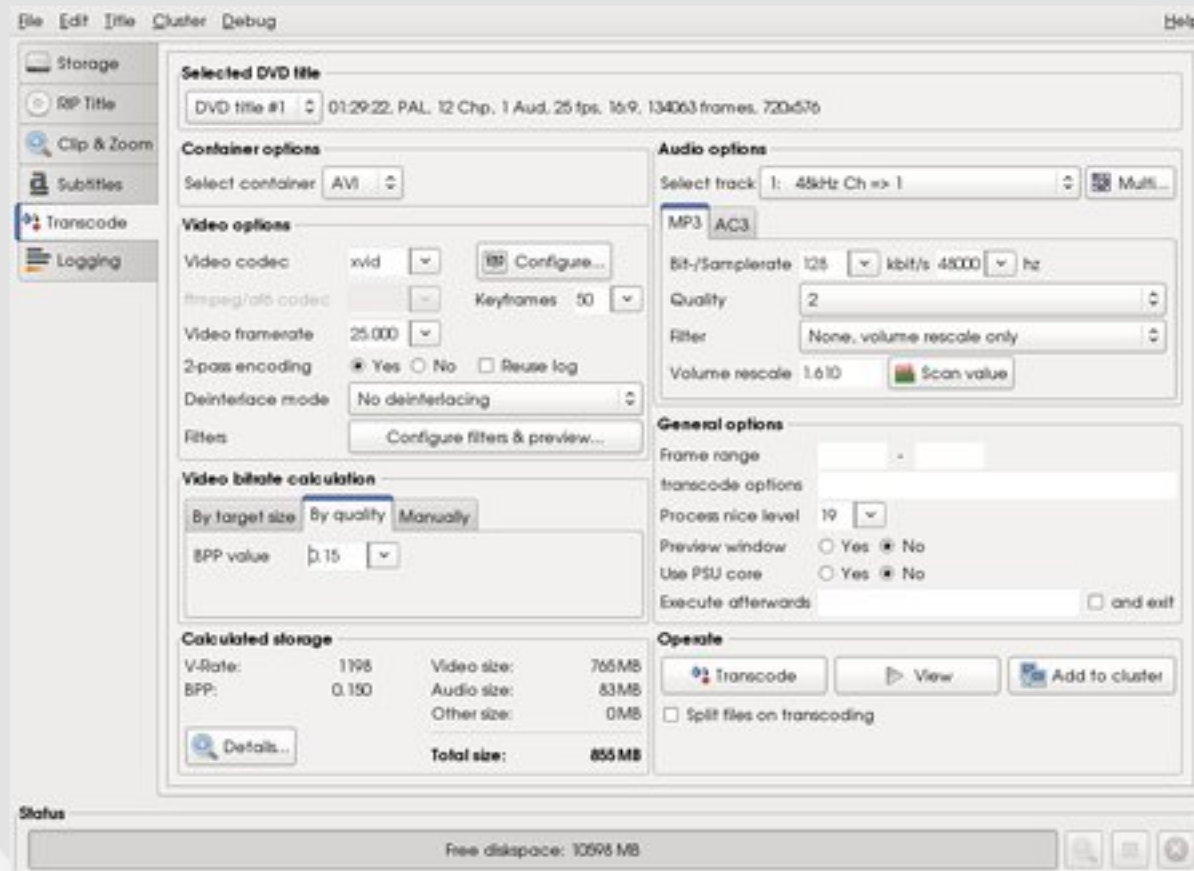 File Edit Title Cluster Debug Help
Storage
RIP Title
Clip & Zoom
Subtitles
Transcode
Logging
Selected DVD title
DVD title #1 01:29:22, PAL, 12 Chp, 1 Aud, 25 fps, 16:9, 134063 frames, 720x576
Container options
Select container AVI
Video options
Video codec xvid Configure...
ffmpeg/af6 codec Keyframes 50
Video framerate 25.000
2-pass encoding Yes No Reuse log
Deinterlace mode No deinterlacing
Filters Configure filters & preview...
Video bitrate calculation
By target size By quality Manually
BPP value 0.15
Calculated storage
V-Rate: 1198 Video size: 765MB
BPP: 0.150 Audio size: 83MB
Other size: 0MB
Details... Total size: 855 MB
Audio options
Select track 1: 48kHz Ch => 1 Multi...
MP3 AC3
Bit-/Samplerate 128 kbit/s 48000 hz
Quality 2
Filter None, volume rescale only
Volume rescale 1.610 Scan value
General options
Frame range -
transcode options
Process nice level 19
Preview window Yes No
Use PSU core Yes No
Execute afterwards and exit
Operate
Transcode View Add to cluster
Split files on transcoding
Status
Free diskspace: 10598 MB